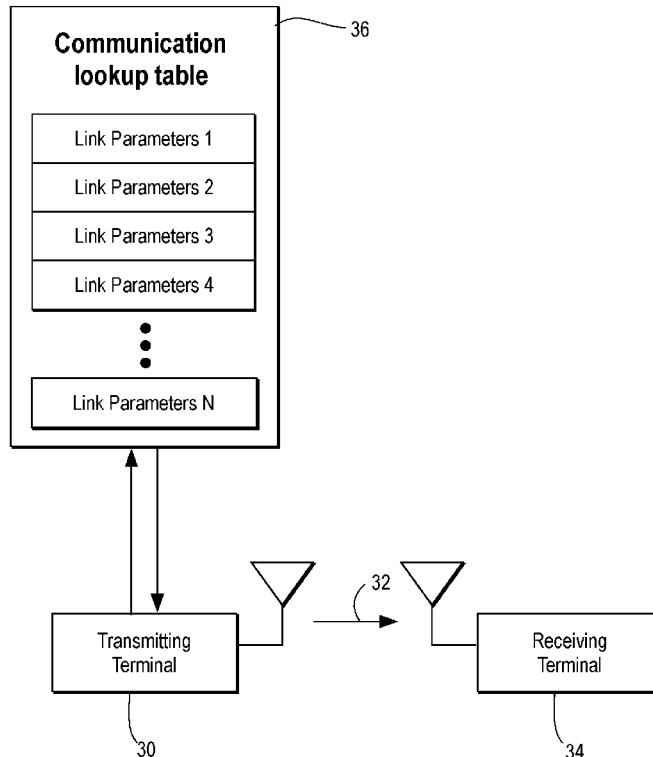 36
Communication
lookup table
Link Parameters 1
Link Parameters 2
Link Parameters 3
Link Parameters 4
Link Parameters N
32
Transmitting
Terminal
Receiving
Terminal
30
34